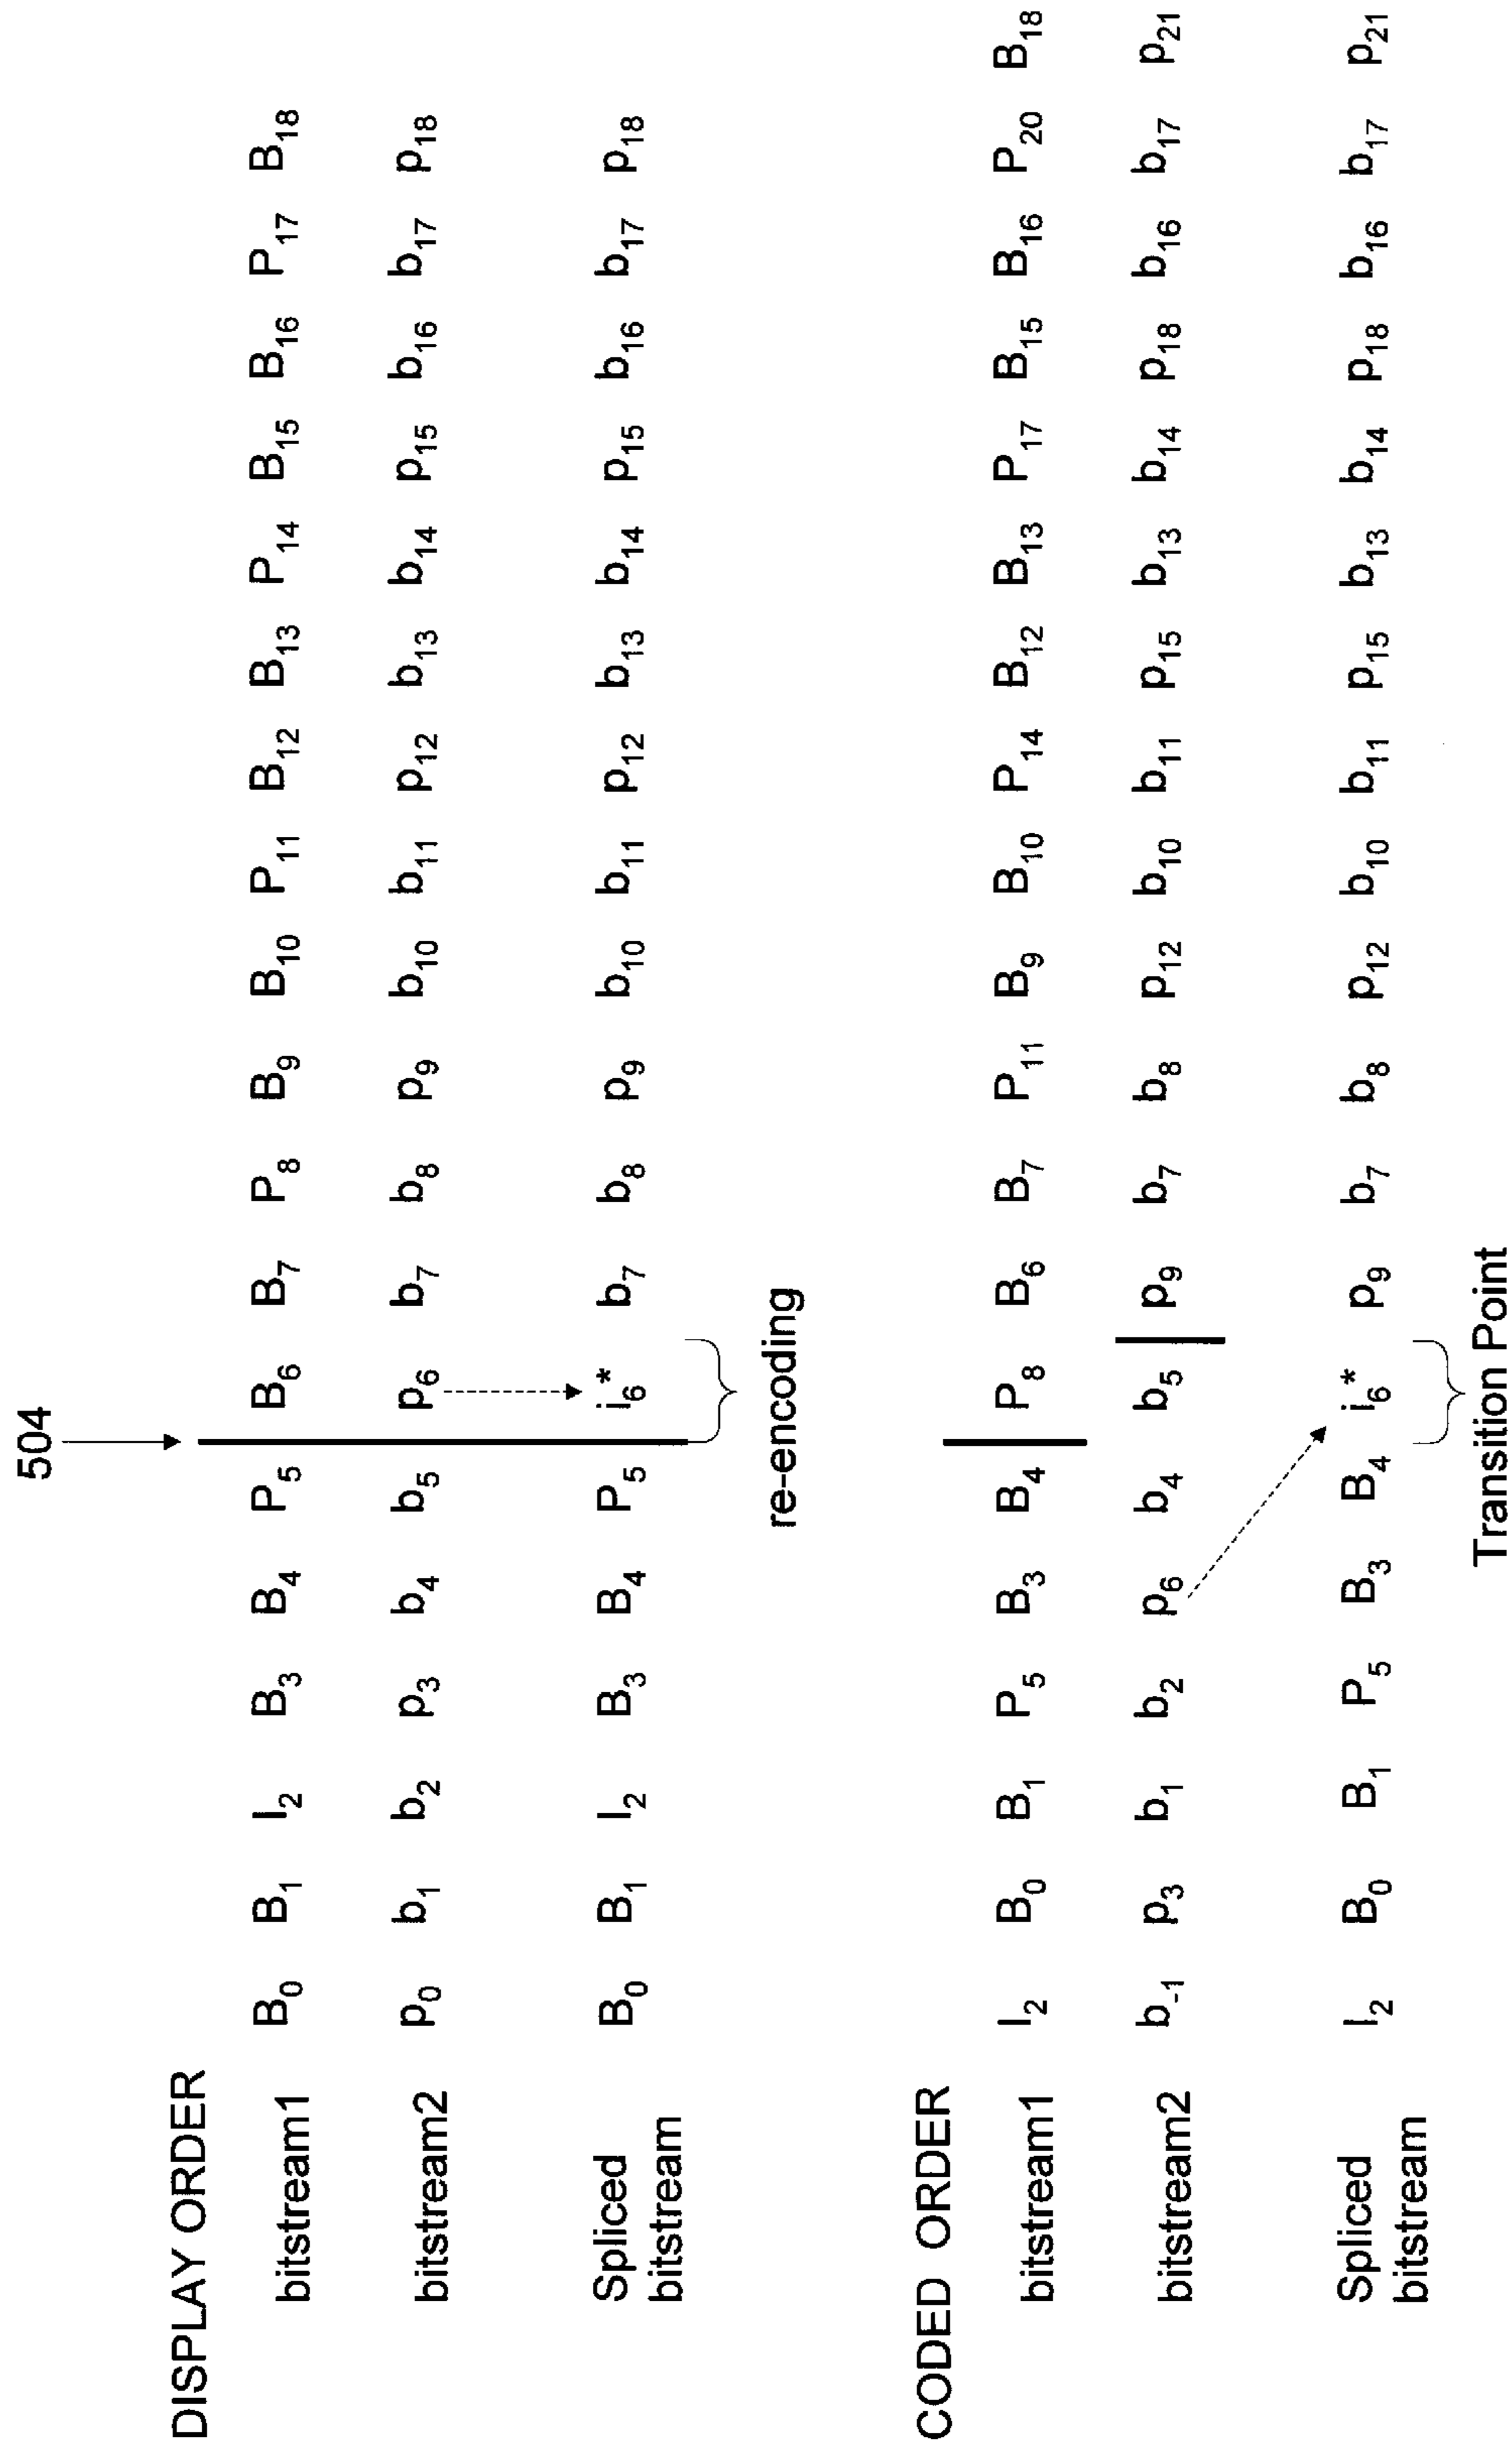 504
DISPLAY ORDER
bitstream1 B0 B1 I2 B3 B4 P5 B6 B7 P8 B9 B10 P11 B12 B13 P14 B15 B16 P17 B18
bitstream2 p0 b1 b2 p3 b4 b5 p6 b7 b8 p9 b10 b11 p12 b13 b14 p15 b16 b17 p18
Spliced bitstream B0 B1 I2 B3 B4 P5 i6* b7 b8 p9 b10 b11 p12 b13 b14 p15 b16 b17 p18
re-encoding
CODED ORDER
bitstream1 I2 B0 B1 P5 B3 B4 P8 B6 B7 P11 B9 B10 P14 B12 B13 P17 B15 B16 P20 B18
bitstream2 b-1 p3 b1 b2 p6 b4 b5 p9 b7 b8 p12 b10 b11 p15 b13 b14 p18 b16 b17 p21
Spliced bitstream I2 B0 B1 P5 B3 B4 i6* p9 b7 b8 p12 b10 b11 p15 b13 b14 p18 b16 b17 p21
Transition Point